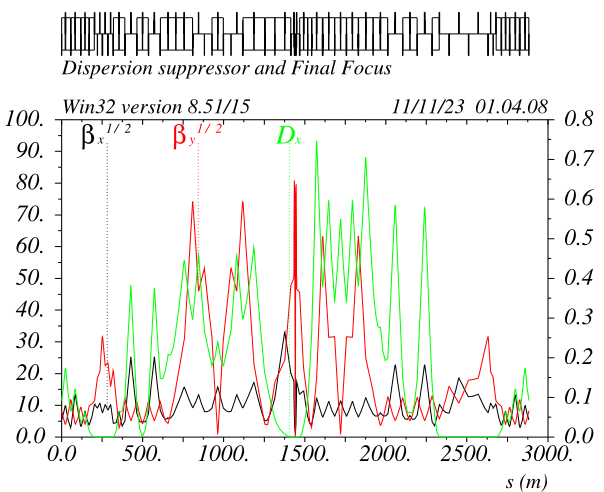 Dispersion suppressor and Final Focus
Win32 version 8.51/15 11/11/23 01.04.08
100. βx1/2 βy1/2 Dx 0.8
90.
80. 0.7
70. 0.6
60. 0.5
50. 0.4
40. 0.3
30. 0.2
20. 0.1
10.
0.0 0.0
0.0 500. 1000. 1500. 2000. 2500. 3000.
s (m)